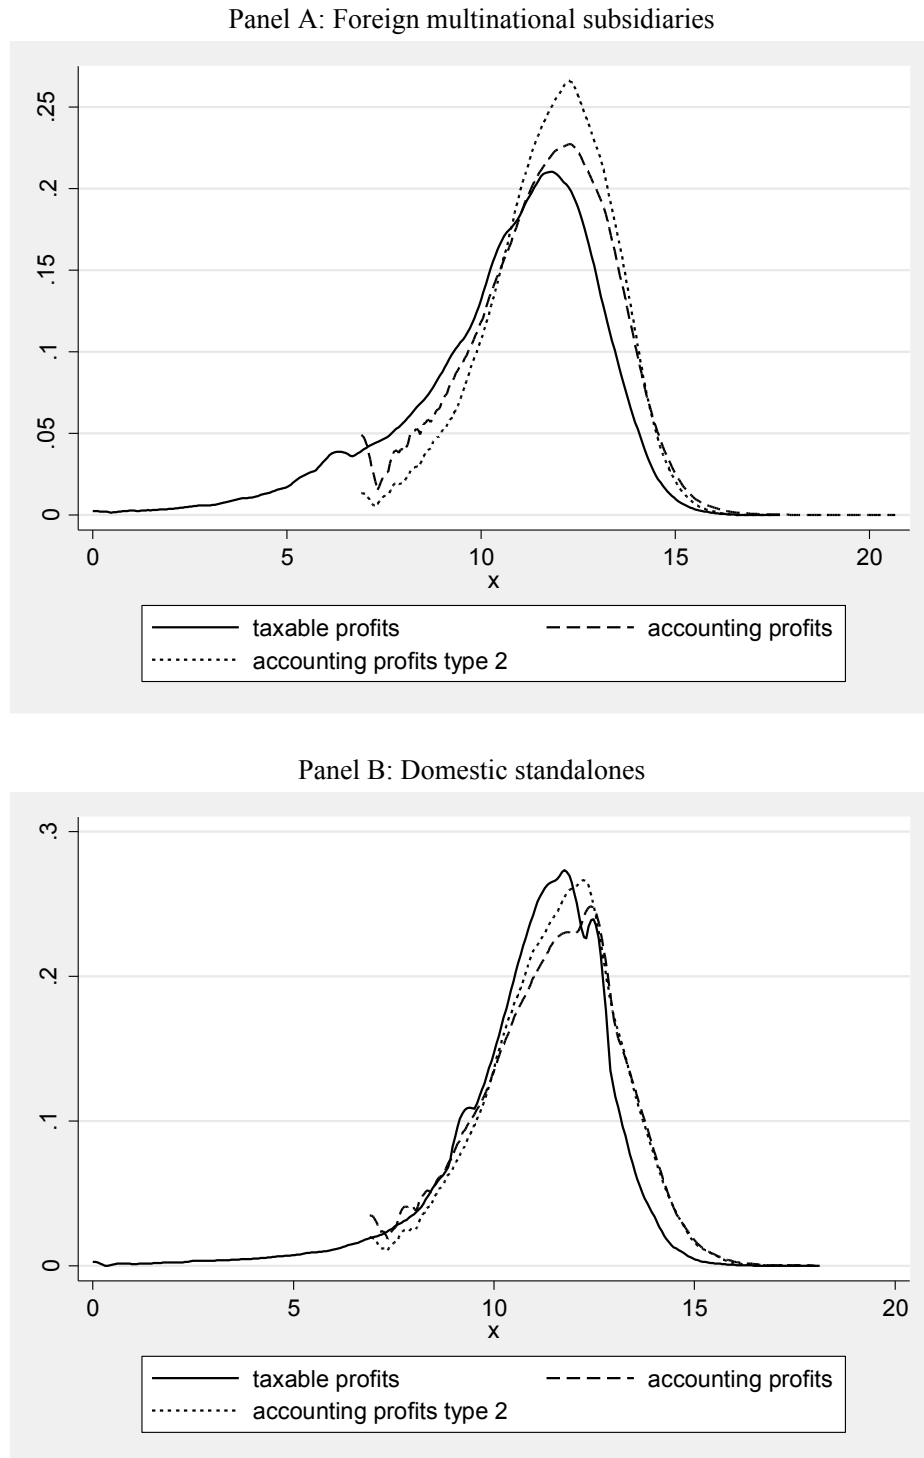 Panel A: Foreign multinational subsidiaries
.25
.2
.15
.1
.05
0
0 5 10 15 20
x
taxable profits accounting profits
accounting profits type 2
Panel B: Domestic standalones
.3
.2
.1
0
0 5 10 15 20
x
taxable profits accounting profits
accounting profits type 2